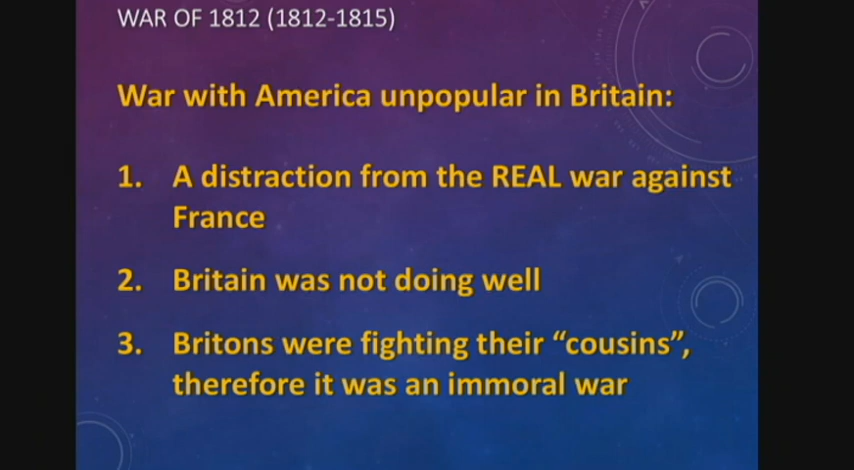 WAR OF 1812 (1812-1815)
War with America unpopular in Britain:
1. A distraction from the REAL war against
France
2. Britain was not doing well
3. Britons were fighting their “cousins”,
therefore it was an immoral war